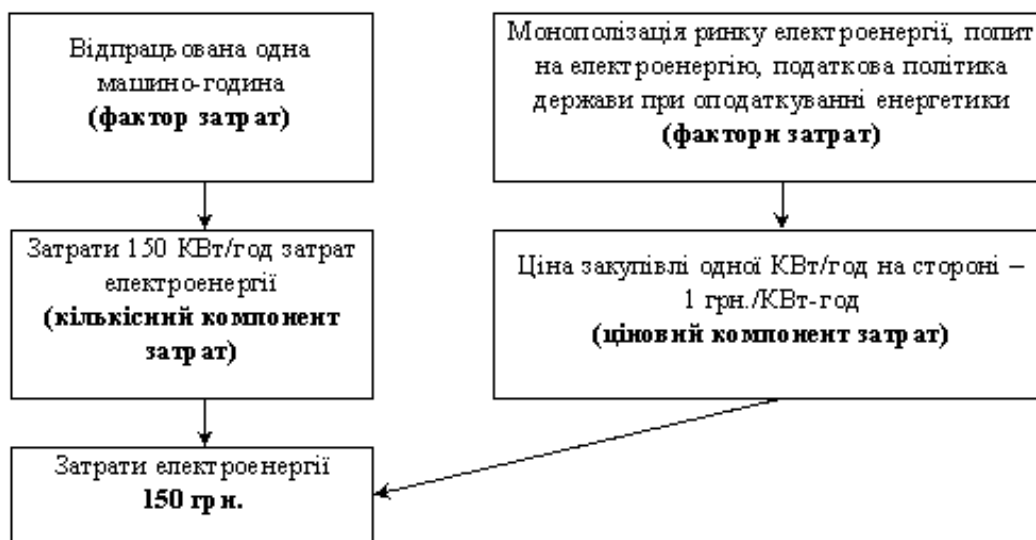 Відпрацьована одна
машино-година
(фактор затрат)
Монополізація ринку електроенергії, попит
на електроенергію, податкова політика
держави при оподаткуванні енергетики
(фактори затрат)
Затрати 150 КВт/год затрат
електроенергії
(кількісний компонент
затрат)
Ціна закупівлі одної КВт/год на стороні –
1 грн./КВт-год
(ціновий компонент затрат)
Затрати електроенергії
150 грн.